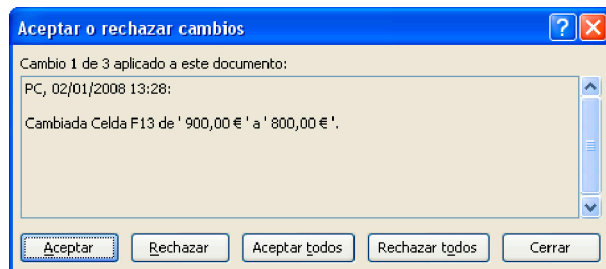 Aceptar o rechazar cambios
Cambio 1 de 3 aplicado a este documento:
PC, 02/01/2008 13:28:
Cambiada Celda F13 de ' 900,00 € ' a ' 800,00 € '.
Aceptar Rechazar Aceptar todos Rechazar todos Cerrar